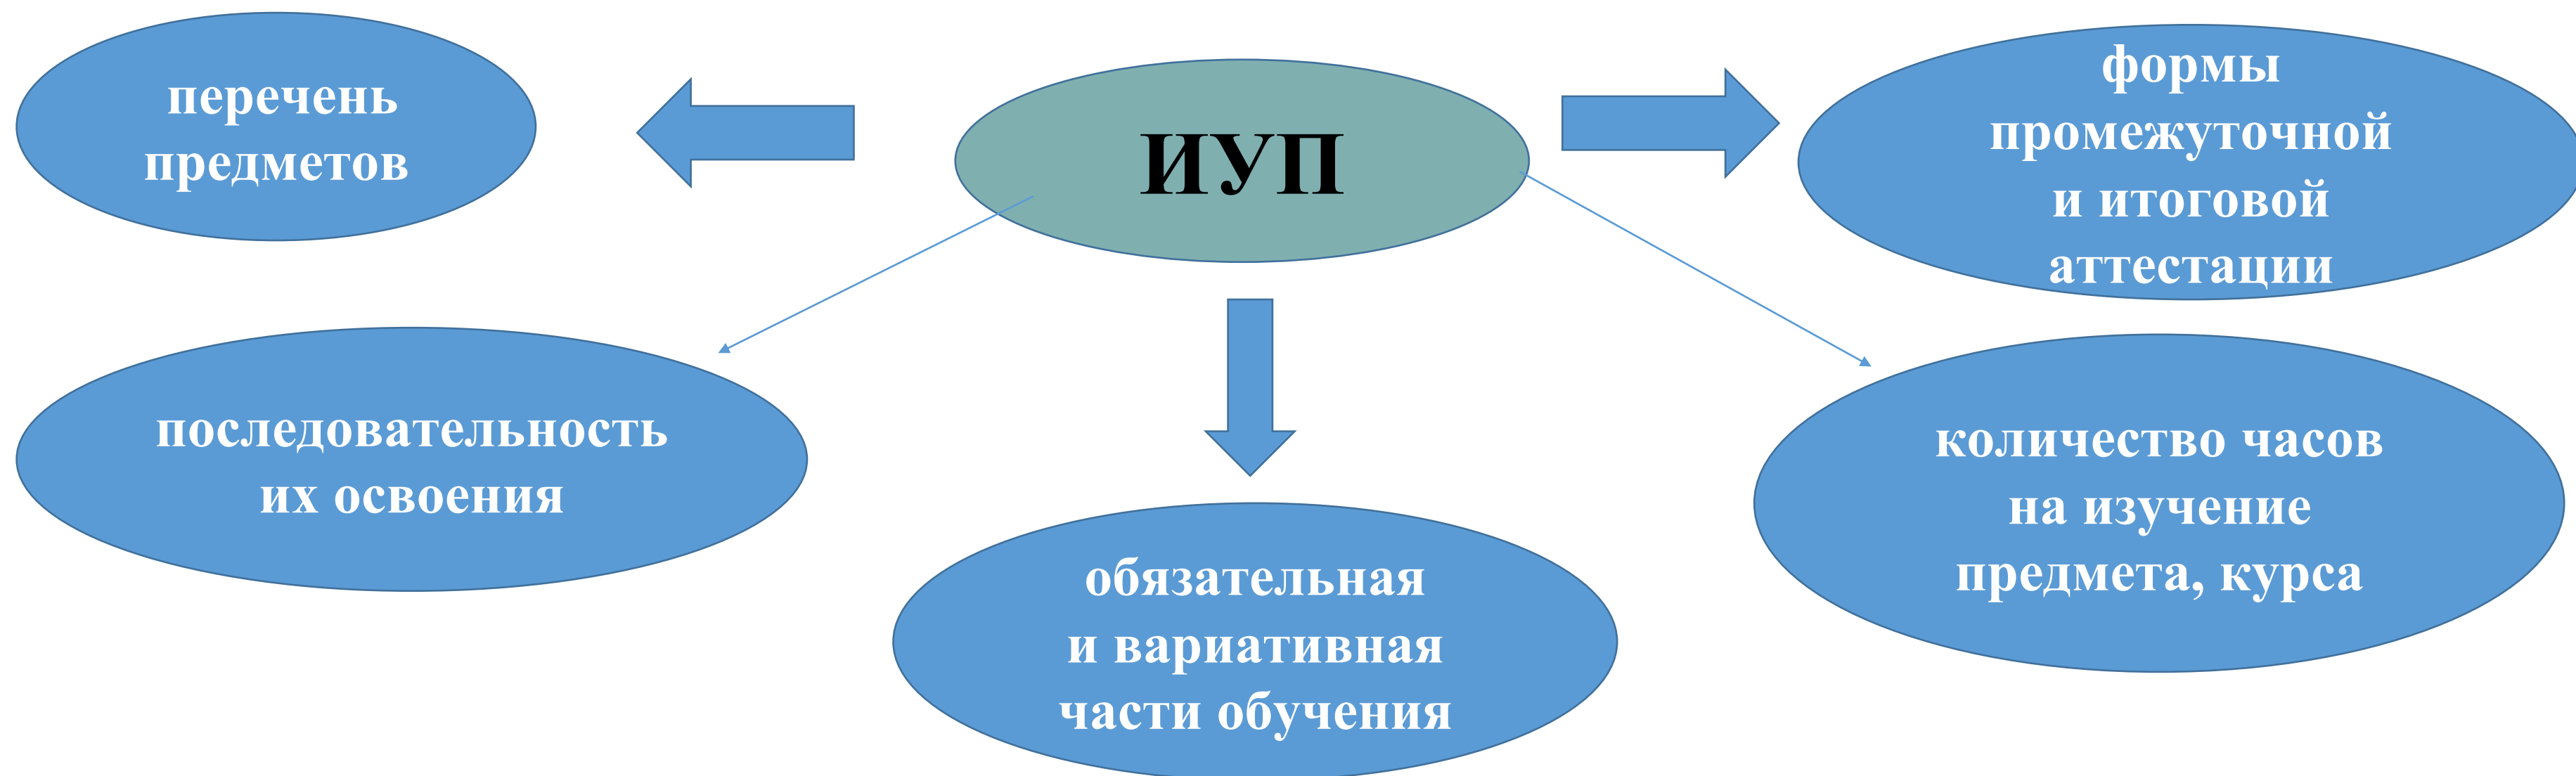 перечень
предметов
ИУП
формы
промежуточной
и итоговой
аттестации
последовательность
их освоения
обязательная
и вариативная
части обучения
количество часов
на изучение
предмета, курса